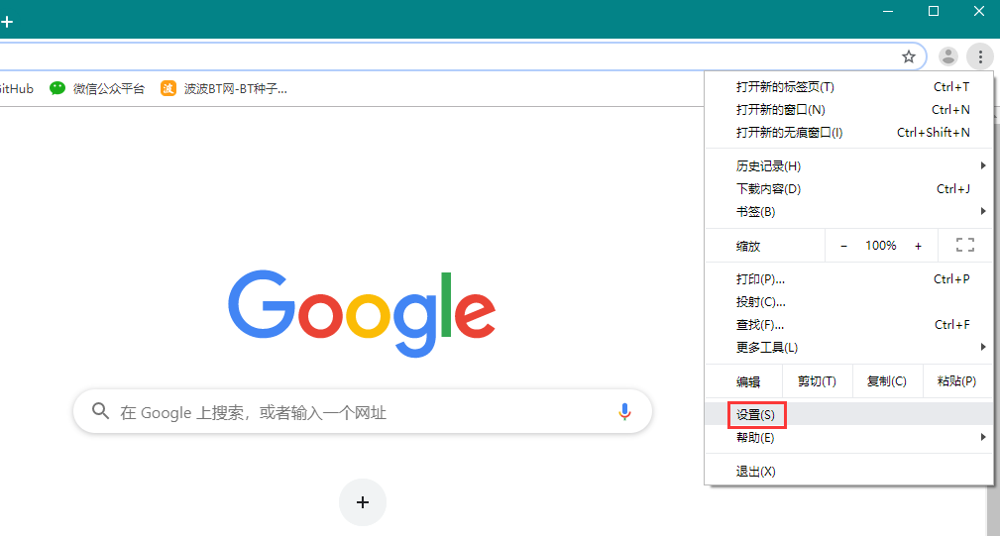 +
GitHub 微信公众平台 波 波波BT网-BT种子...
打开新的标签页(T) Ctrl+T
打开新的窗口(N) Ctrl+N
打开新的无痕窗口(I) Ctrl+Shift+N
历史记录(H)
下载内容(D) Ctrl+J
书签(B)
缩放 − 100% +
打印(P)... Ctrl+P
投射(C)...
查找(F)... Ctrl+F
更多工具(L)
编辑 剪切(T) 复制(C) 粘贴(P)
设置(S)
帮助(E)
退出(X)
Google
在 Google 上搜索，或者输入一个网址
+